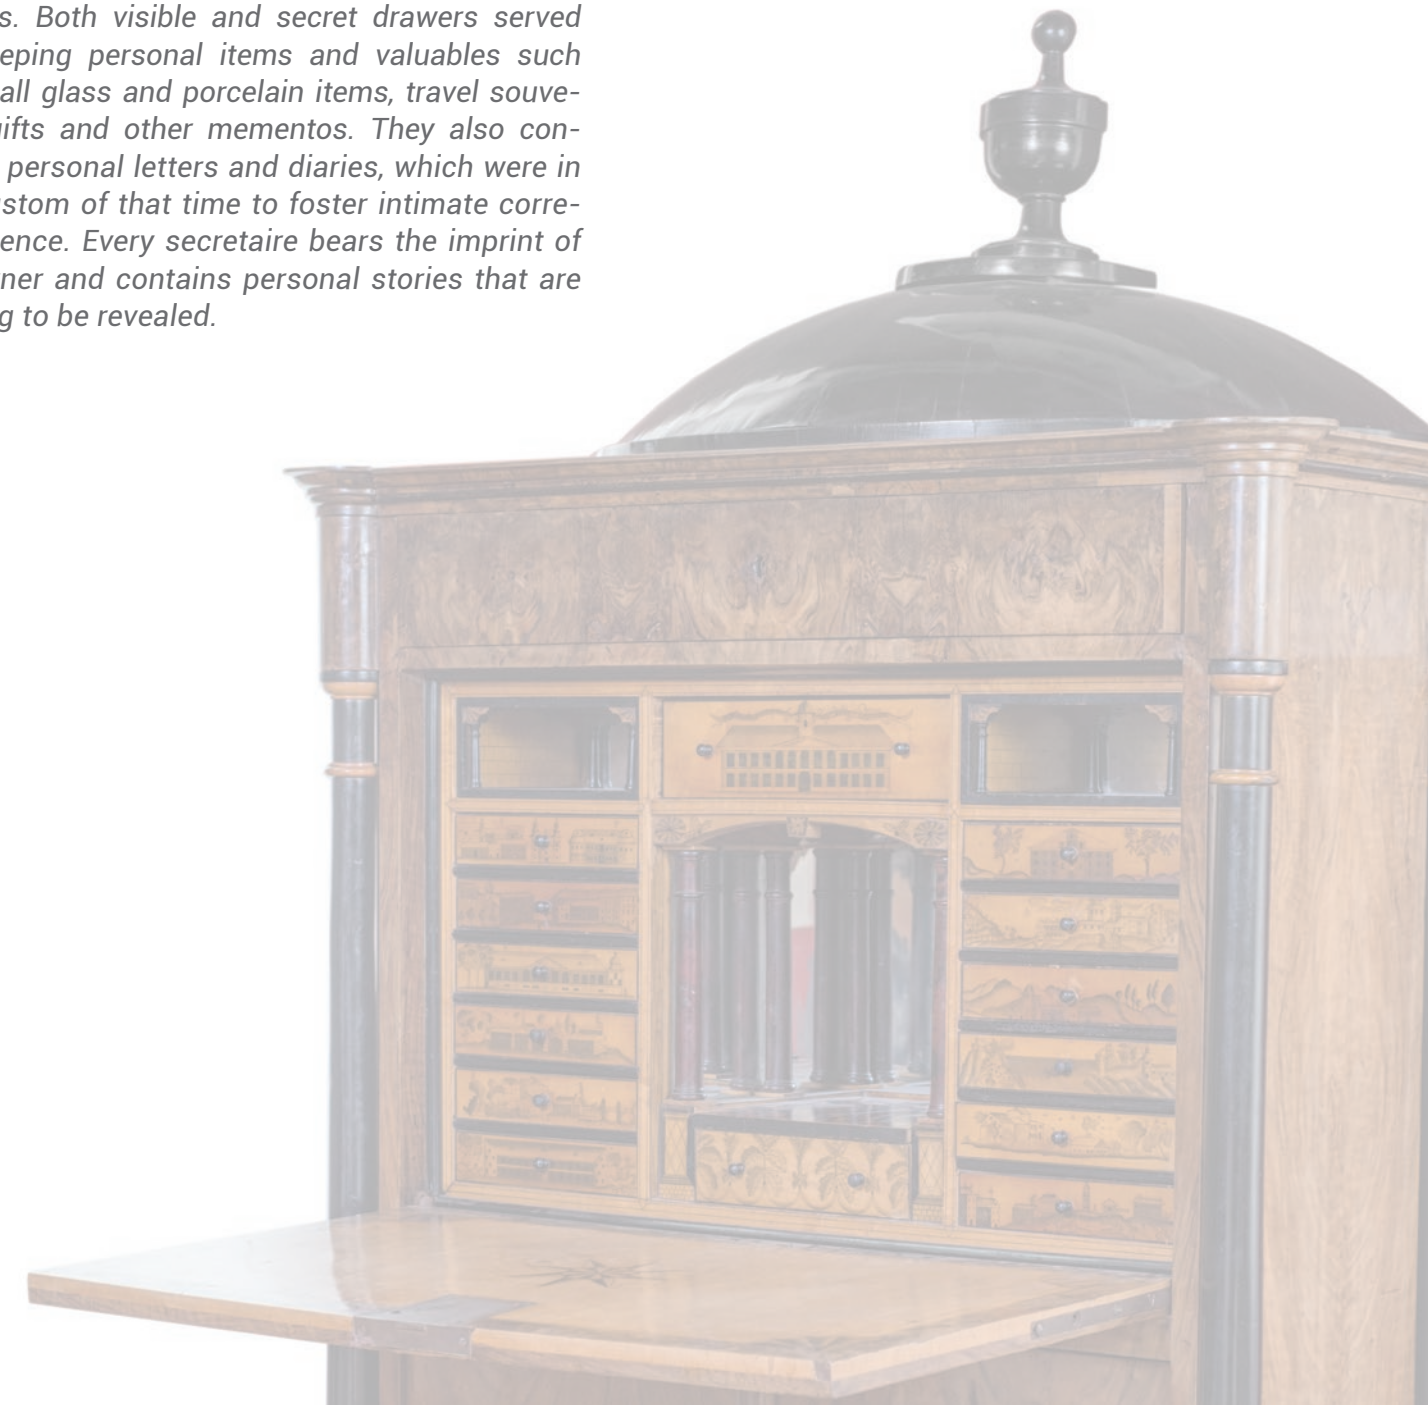 s. Both visible and secret drawers served
eping personal items and valuables such
all glass and porcelain items, travel souve-
ifts and other mementos. They also con-
personal letters and diaries, which were in
stom of that time to foster intimate corre-
ence. Every secretaire bears the imprint of
ner and contains personal stories that are
g to be revealed.